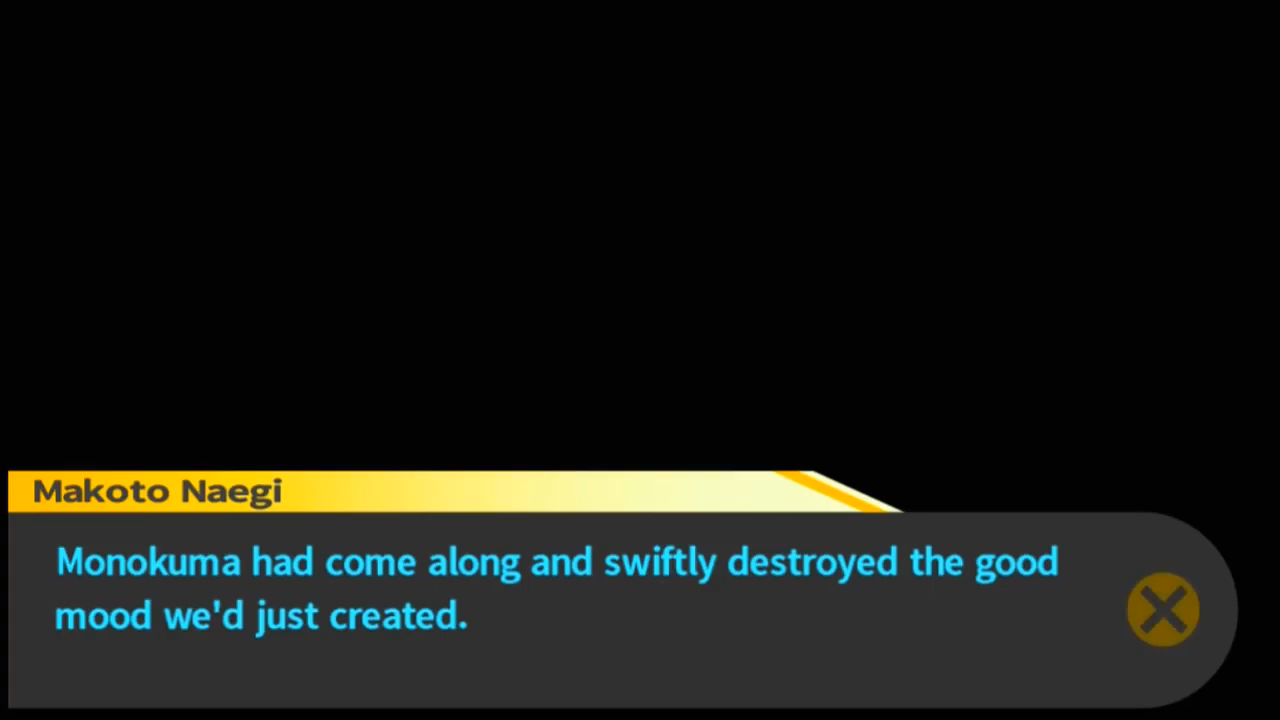 Makoto Naegi
Monokuma had come along and swiftly destroyed the good
mood we'd just created.